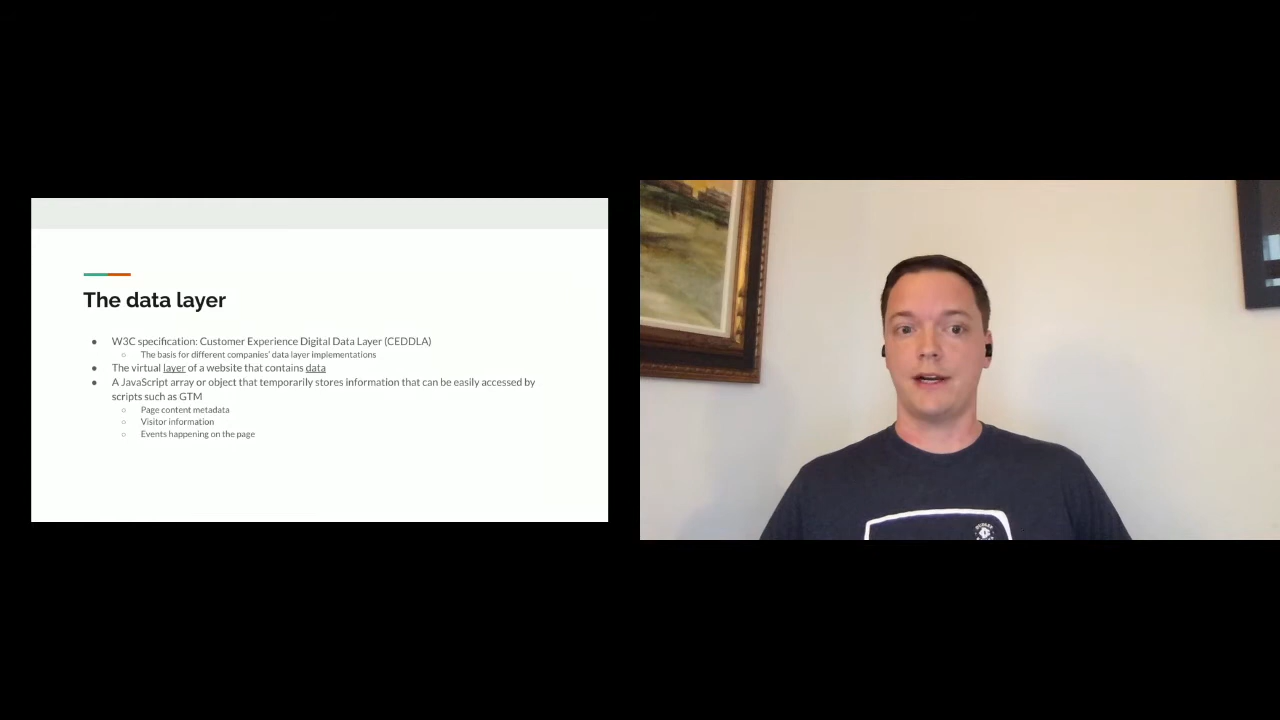 The data layer
● W3C specification: Customer Experience Digital Data Layer (CEDDLA)
○ The basis for different companies' data layer implementations
● The virtual layer of a website that contains data
● A JavaScript array or object that temporarily stores information that can be easily accessed by
scripts such as GTM
○ Page content metadata
○ Visitor information
○ Events happening on the page